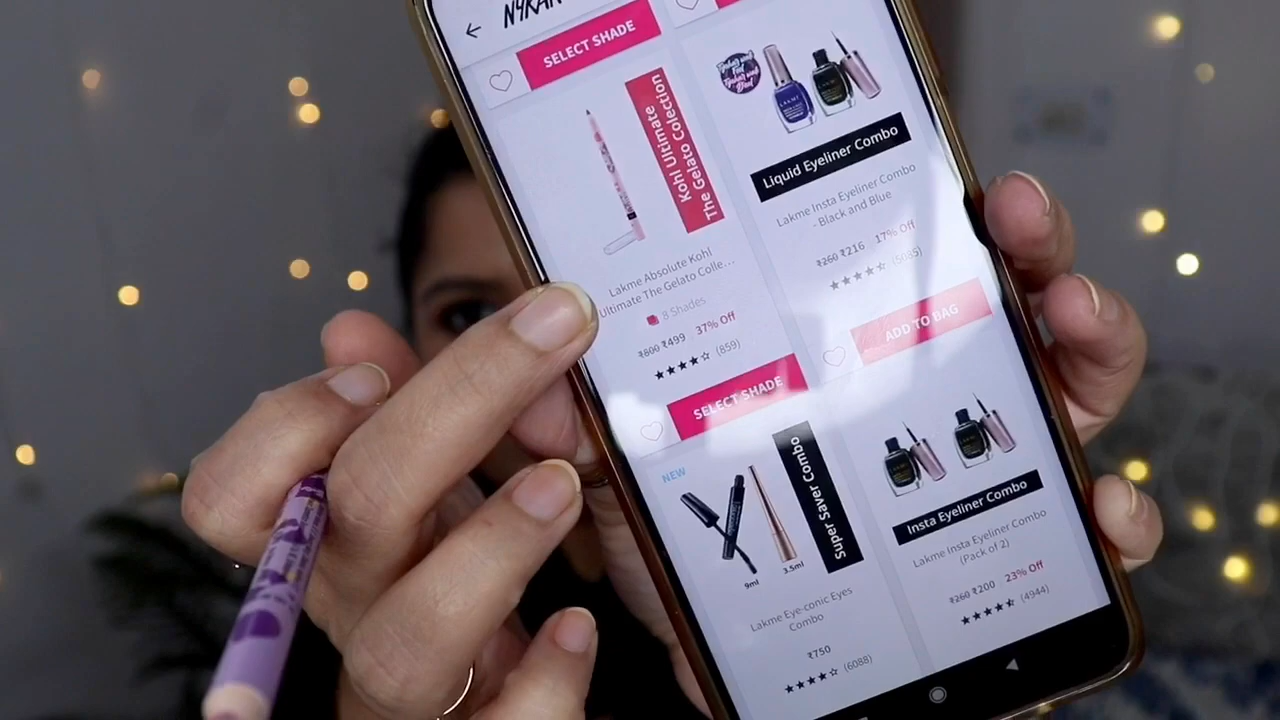 NYKAA
SELECT SHADE
Kohl Ultimate
The Gelato Colection
Lakme Absolute Kohl
Ultimate The Gelato Colle...
8 Shades
₹800 ₹499 37% Off
(859)
SELECT SHADE
Liquid Eyeliner Combo
Lakme Insta Eyeliner Combo
- Black and Blue
₹260 ₹216 17% Off
(5085)
ADD TO BAG
NEW
Super Saver Combo
9ml
3.5ml
Lakme Eye-conic Eyes
Combo
₹750
(6088)
Insta Eyeliner Combo
Lakme Insta Eyeliner Combo
(Pack of 2)
₹260 ₹200 23% Off
(4944)